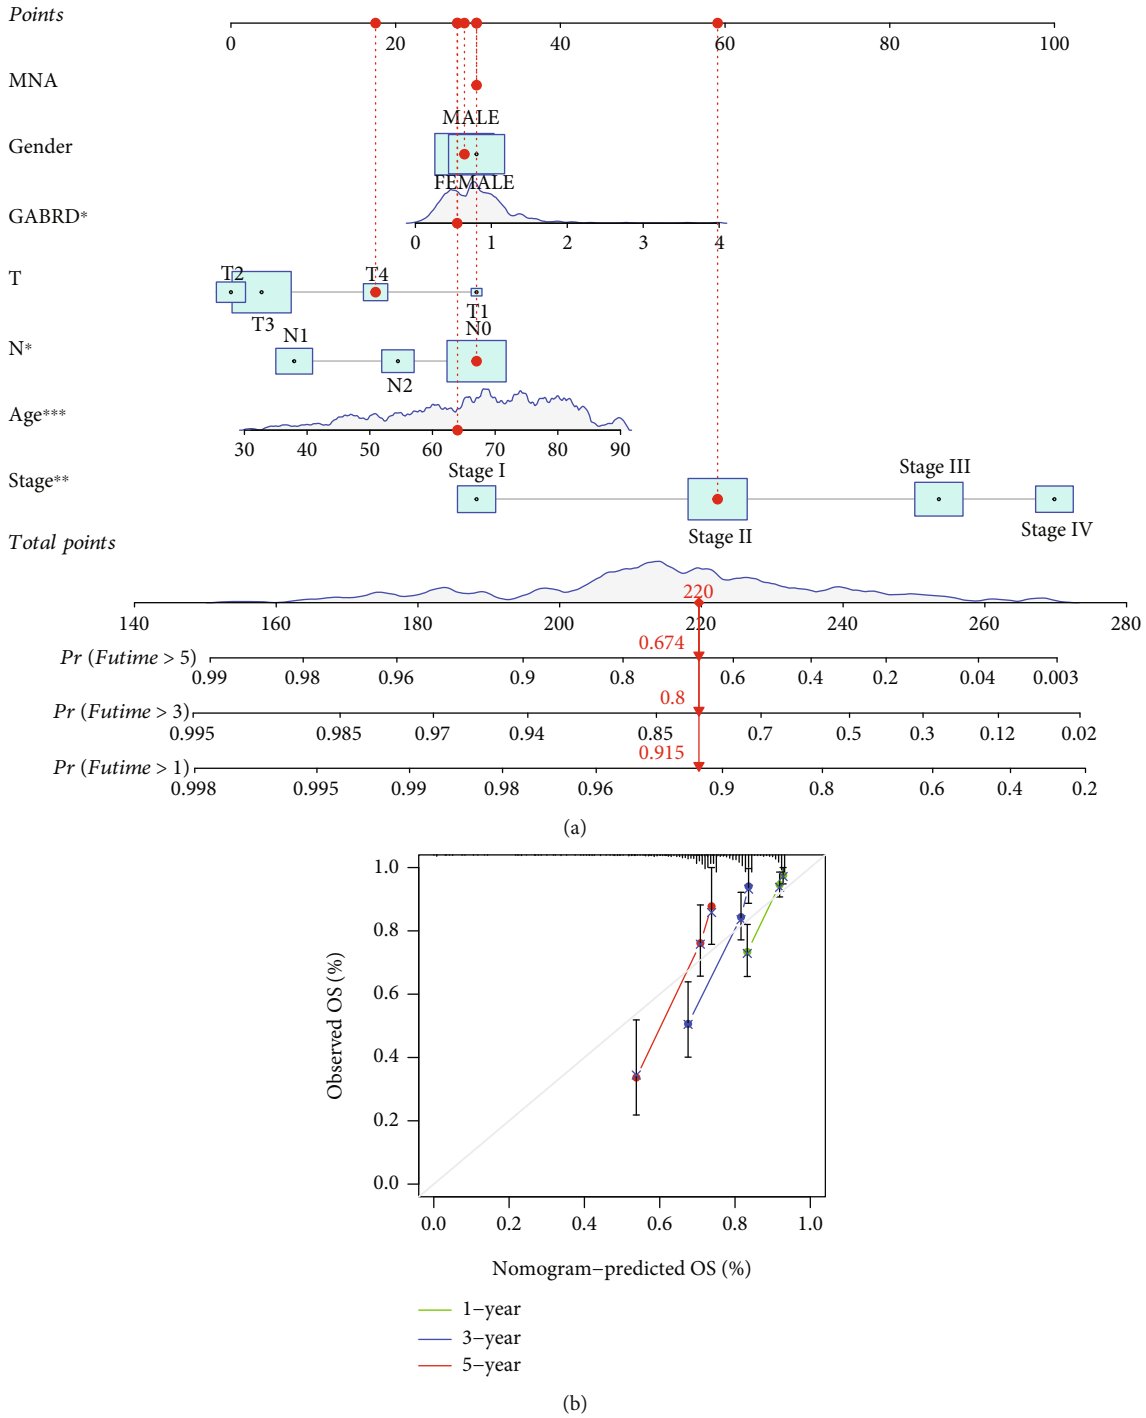 Points
0 20 40 60 80 100
MNA
MALE
Gender
FEMALE
GABRD*
0 1 2 3 4
T
T2 T4
T3 T1
N*
N1 N0
N2
Age***
30 40 50 60 70 80 90
Stage**
Stage I Stage III
Stage II Stage IV
Total points
220
140 160 180 200 220 240 260 280
0.674
Pr (Futime > 5)
0.99 0.98 0.96 0.9 0.8 0.6 0.4 0.2 0.04 0.003
0.8
Pr (Futime > 3)
0.995 0.985 0.97 0.94 0.85 0.7 0.5 0.3 0.12 0.02
0.915
Pr (Futime > 1)
0.998 0.995 0.99 0.98 0.96 0.9 0.8 0.6 0.4 0.2
(a)
1.0
0.8
0.6
0.4
0.2
0.0
Observed OS (%)
0.0 0.2 0.4 0.6 0.8 1.0
Nomogram−predicted OS (%)
1−year
3−year
5−year
(b)